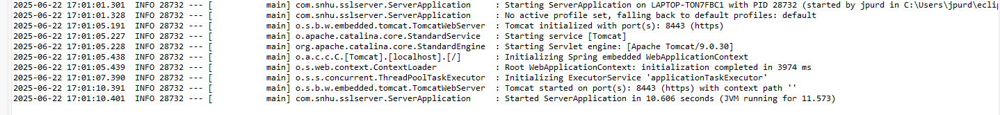 2025-06-22 17:01:01.301  INFO 28732 --- [           main] com.snhu.sslserver.ServerApplication     : Starting ServerApplication on LAPTOP-TON7FBC1 with PID 28732 (started by jpurd in C:\Users\jpurd\eclip
2025-06-22 17:01:01.328  INFO 28732 --- [           main] com.snhu.sslserver.ServerApplication     : No active profile set, falling back to default profiles: default
2025-06-22 17:01:05.191  INFO 28732 --- [           main] o.s.b.w.embedded.tomcat.TomcatWebServer  : Tomcat initialized with port(s): 8443 (https)
2025-06-22 17:01:05.227  INFO 28732 --- [           main] o.apache.catalina.core.StandardService   : Starting service [Tomcat]
2025-06-22 17:01:05.228  INFO 28732 --- [           main] org.apache.catalina.core.StandardEngine  : Starting Servlet engine: [Apache Tomcat/9.0.30]
2025-06-22 17:01:05.438  INFO 28732 --- [           main] o.a.c.c.C.[Tomcat].[localhost].[/]       : Initializing Spring embedded WebApplicationContext
2025-06-22 17:01:05.439  INFO 28732 --- [           main] o.s.web.context.ContextLoader            : Root WebApplicationContext: initialization completed in 3974 ms
2025-06-22 17:01:07.390  INFO 28732 --- [           main] o.s.s.concurrent.ThreadPoolTaskExecutor  : Initializing ExecutorService 'applicationTaskExecutor'
2025-06-22 17:01:10.391  INFO 28732 --- [           main] o.s.b.w.embedded.tomcat.TomcatWebServer  : Tomcat started on port(s): 8443 (https) with context path ''
2025-06-22 17:01:10.401  INFO 28732 --- [           main] com.snhu.sslserver.ServerApplication     : Started ServerApplication in 10.606 seconds (JVM running for 11.573)